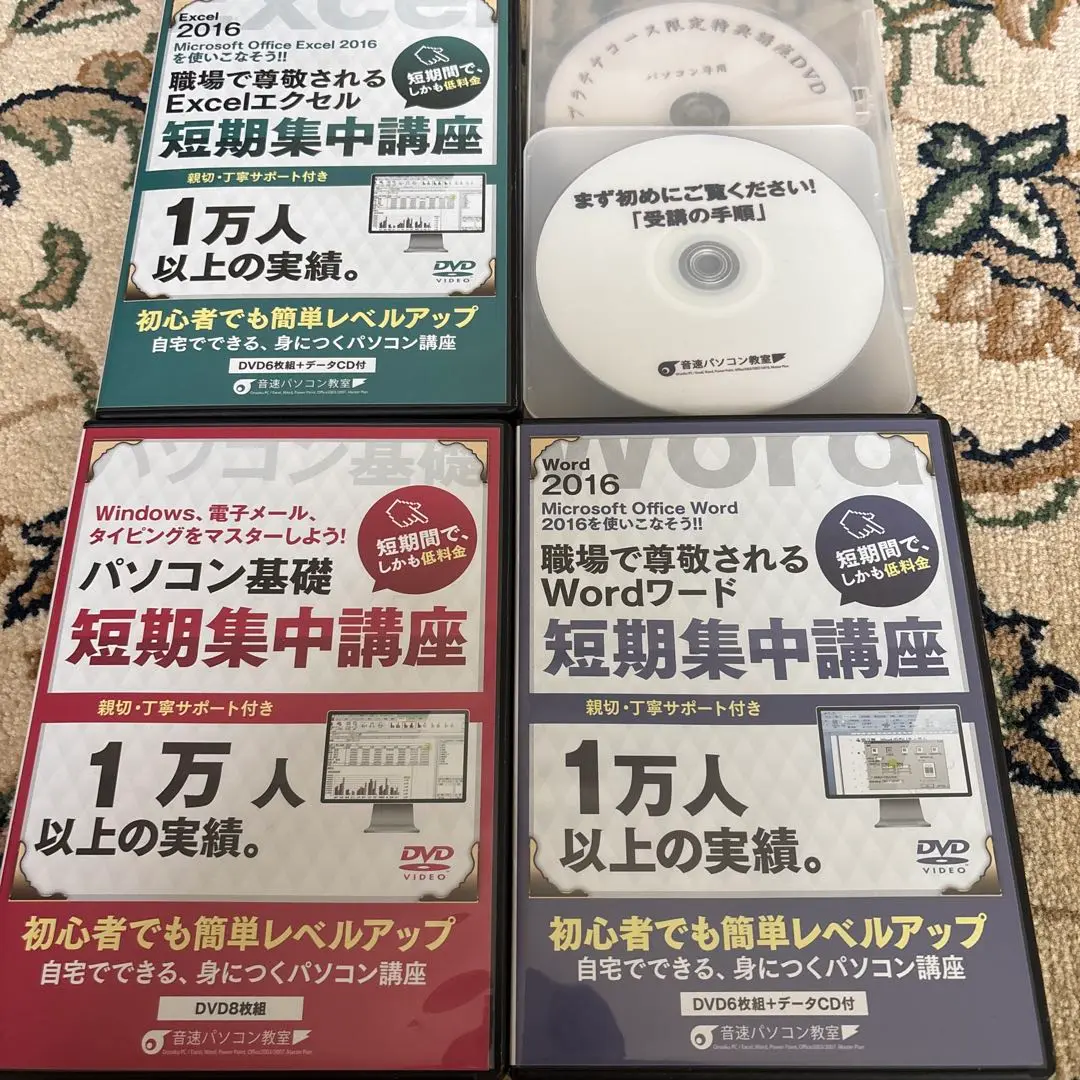 Excel
Excel
2016
Microsoft Office Excel 2016
を使いこなそう!!
短期間で、
しかも低料金
職場で尊敬される
Excelエクセル
短期集中講座
親切・丁寧サポート付き
1万人
以上の実績。
DVD
VIDEO
初心者でも簡単レベルアップ
自宅でできる、身につくパソコン講座
DVD6枚組+データCD付
音速パソコン教室
プラチナコース限定特典講座DVD
パソコン専用
まず初めにご覧ください!
「受講の手順」
音速パソコン教室
パソコン基礎
Windows、電子メール、
タイピングをマスターしよう!
短期間で、
しかも低料金
パソコン基礎
短期集中講座
親切・丁寧サポート付き
1万人
以上の実績。
DVD
VIDEO
初心者でも簡単レベルアップ
自宅でできる、身につくパソコン講座
DVD8枚組
音速パソコン教室
Word
Word
2016
Microsoft Office Word
2016を使いこなそう!!
短期間で、
しかも低料金
職場で尊敬される
Wordワード
短期集中講座
親切・丁寧サポート付き
1万人
以上の実績。
DVD
VIDEO
初心者でも簡単レベルアップ
自宅でできる、身につくパソコン講座
DVD6枚組+データCD付
音速パソコン教室